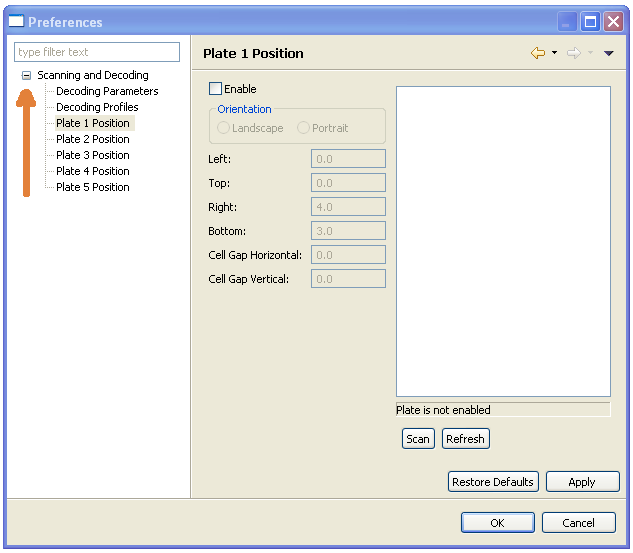 Preferences
type filter text
Scanning and Decoding
Decoding Parameters
Decoding Profiles
Plate 1 Position
Plate 2 Position
Plate 3 Position
Plate 4 Position
Plate 5 Position
Plate 1 Position
Enable
Orientation
Landscape Portrait
Left: 0.0
Top: 0.0
Right: 4.0
Bottom: 3.0
Cell Gap Horizontal: 0.0
Cell Gap Vertical: 0.0
Plate is not enabled
Scan Refresh
Restore Defaults Apply
OK Cancel